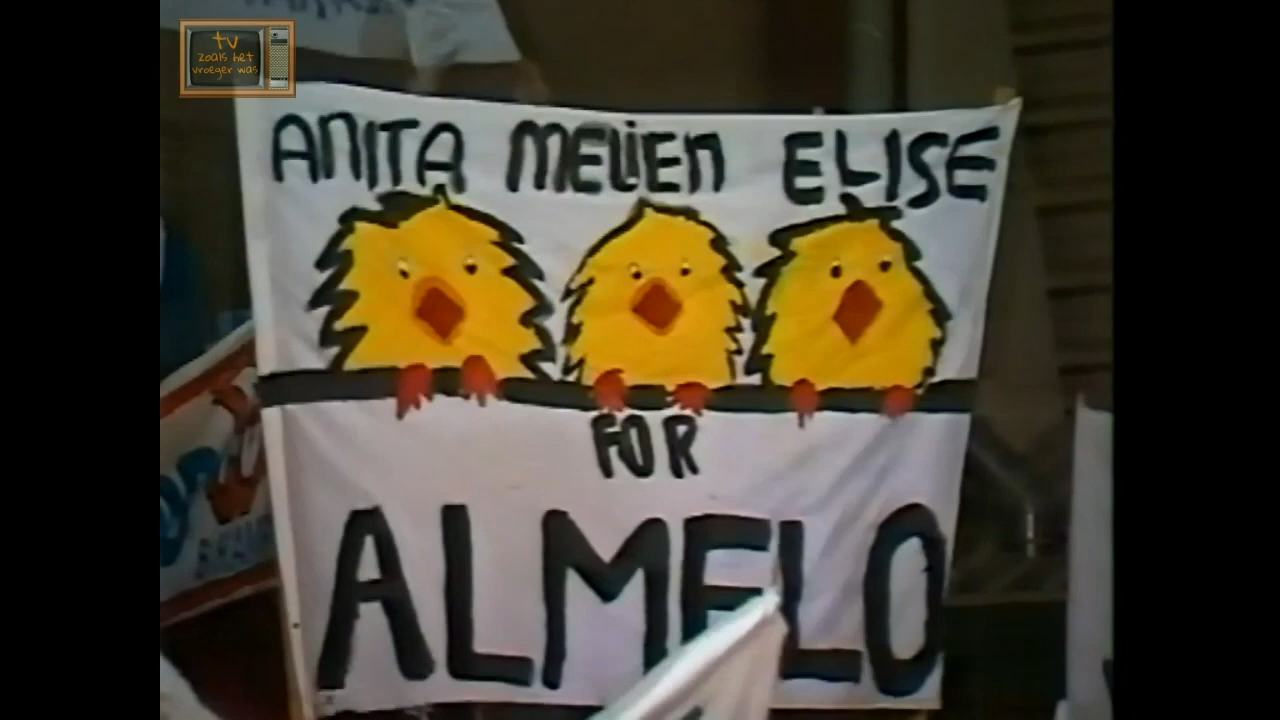 tv
zoals het
vroeger was
ANITA MELIEN ELISE
FOR
ALMELO